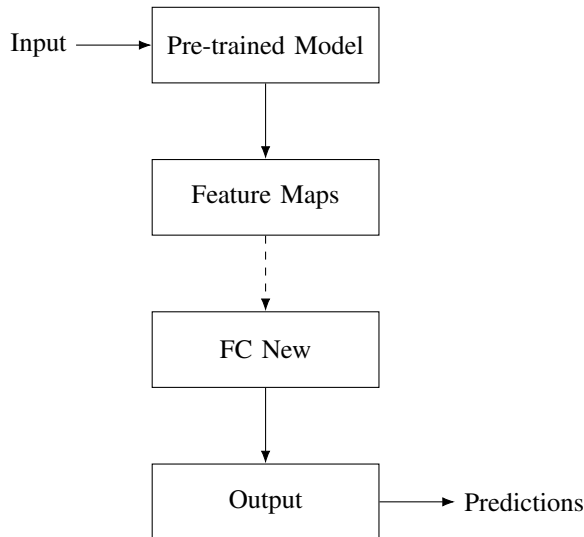 Input
Pre-trained Model
Feature Maps
FC New
Output
Predictions